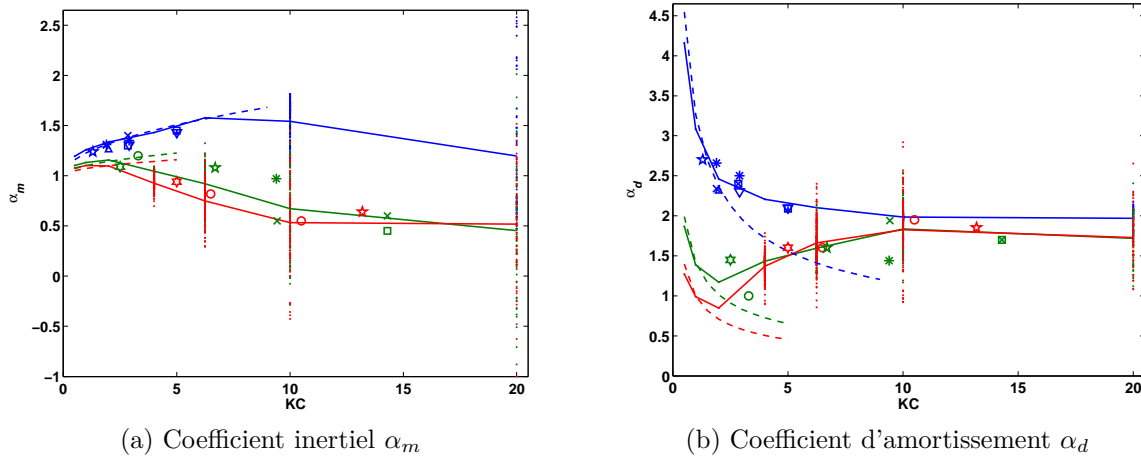 2.5
2
1.5
1
0.5
0
−0.5
−1
α_m
0 5 10 15 20
KC
(a) Coefficient inertiel α_m
4.5
4
3.5
3
2.5
2
1.5
1
0.5
0
α_d
0 5 10 15 20
KC
(b) Coefficient d'amortissement α_d